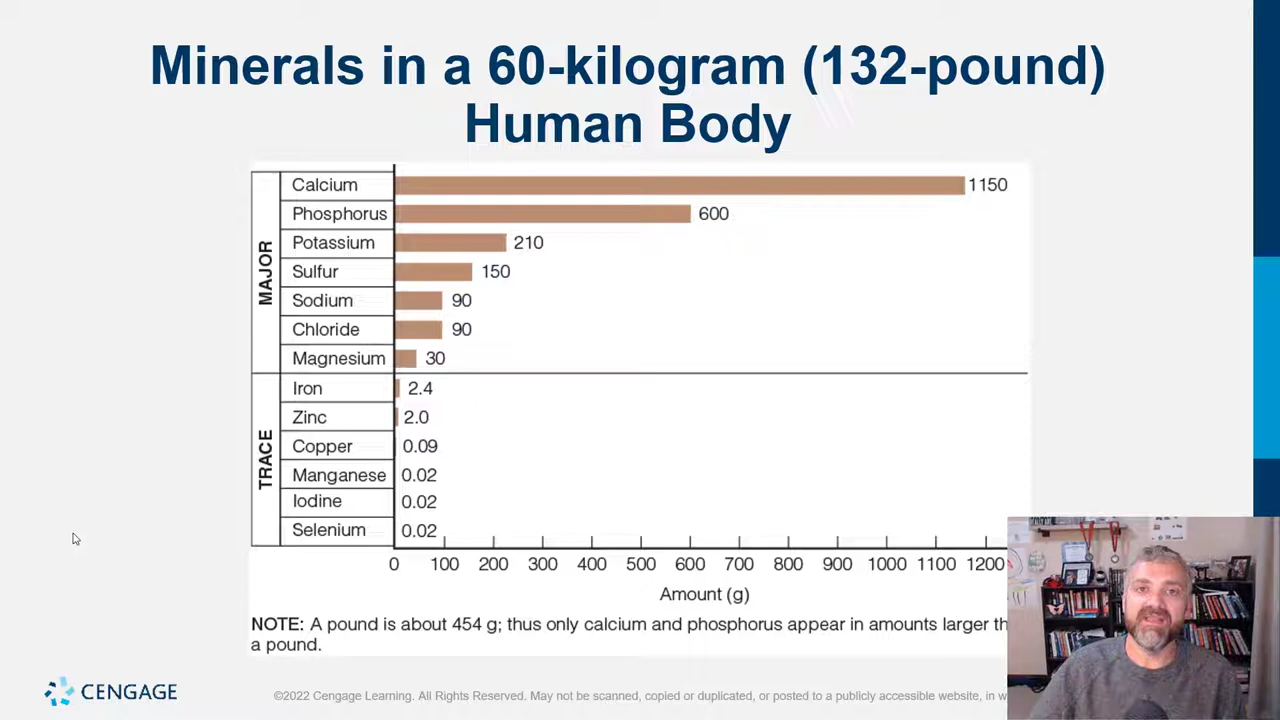 Minerals in a 60-kilogram (132-pound)
Human Body
MAJOR
Calcium 1150
Phosphorus 600
Potassium 210
Sulfur 150
Sodium 90
Chloride 90
Magnesium 30
TRACE
Iron 2.4
Zinc 2.0
Copper 0.09
Manganese 0.02
Iodine 0.02
Selenium 0.02
0 100 200 300 400 500 600 700 800 900 1000 1100 1200
Amount (g)
NOTE: A pound is about 454 g; thus only calcium and phosphorus appear in amounts larger th
a pound.
CENGAGE
©2022 Cengage Learning. All Rights Reserved. May not be scanned, copied or duplicated, or posted to a publicly accessible website, in w